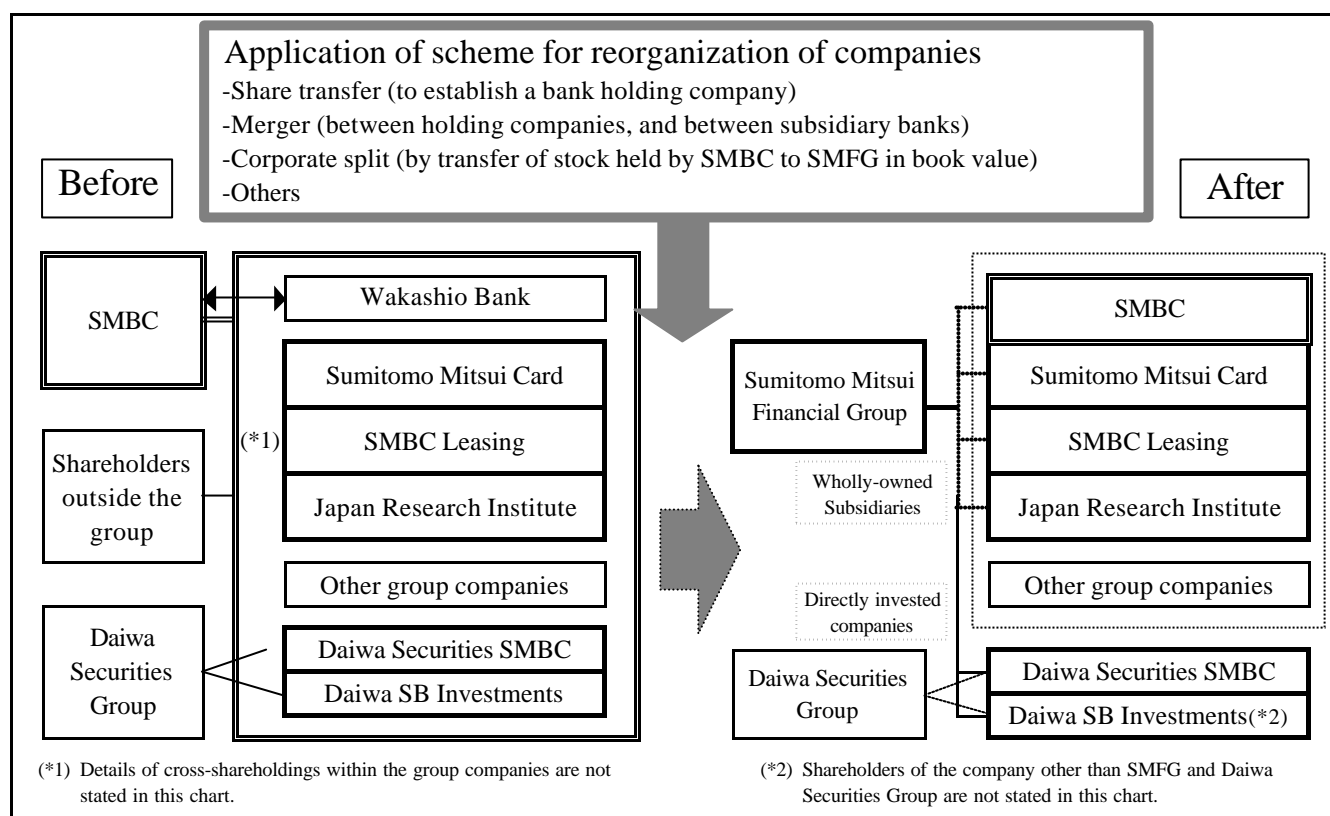 Application of scheme for reorganization of companies
-Share transfer (to establish a bank holding company)
-Merger (between holding companies, and between subsidiary banks)
-Corporate split (by transfer of stock held by SMBC to SMFG in book value)
-Others
Before
After
SMBC
Shareholders
outside the
group
Daiwa
Securities
Group
(*1)
Wakashio Bank
Sumitomo Mitsui Card
SMBC Leasing
Japan Research Institute
Other group companies
Daiwa Securities SMBC
Daiwa SB Investments
Sumitomo Mitsui
Financial Group
Wholly-owned
Subsidiaries
Directly invested
companies
Daiwa Securities
Group
SMBC
Sumitomo Mitsui Card
SMBC Leasing
Japan Research Institute
Other group companies
Daiwa Securities SMBC
Daiwa SB Investments(*2)
(*1) Details of cross-shareholdings within the group companies are not
stated in this chart.
(*2) Shareholders of the company other than SMFG and Daiwa
Securities Group are not stated in this chart.